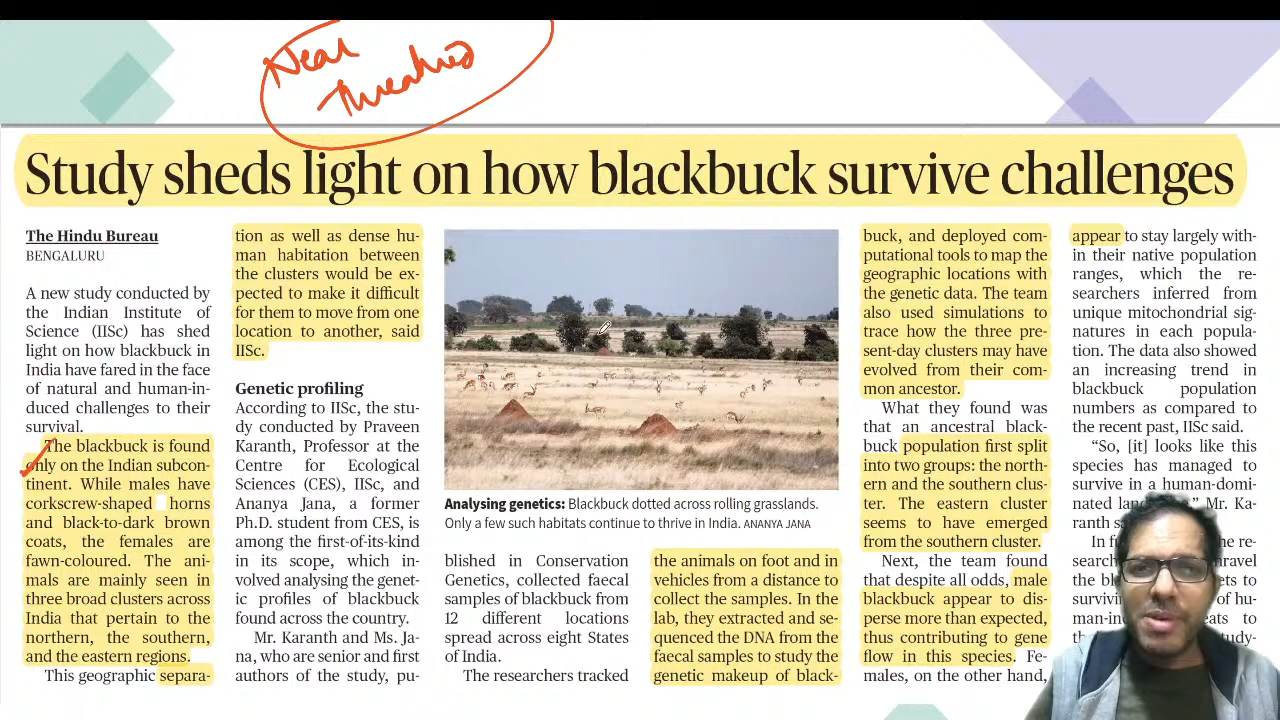 Near
Threatned
Study sheds light on how blackbuck survive challenges
The Hindu Bureau
BENGALURU
A new study conducted by
the Indian Institute of
Science (IISc) has shed
light on how blackbuck in
India have fared in the face
of natural and human-in-
duced challenges to their
survival.
The blackbuck is found
only on the Indian subcon-
tinent. While males have
corkscrew-shaped horns
and black-to-dark brown
coats, the females are
fawn-coloured. The ani-
mals are mainly seen in
three broad clusters across
India that pertain to the
northern, the southern,
and the eastern regions.
This geographic separa-
tion as well as dense hu-
man habitation between
the clusters would be ex-
pected to make it difficult
for them to move from one
location to another, said
IISc.
Genetic profiling
According to IISc, the stu-
dy conducted by Praveen
Karanth, Professor at the
Centre for Ecological
Sciences (CES), IISc, and
Ananya Jana, a former
Ph.D. student from CES, is
among the first-of-its-kind
in its scope, which in-
volved analysing the genet-
ic profiles of blackbuck
found across the country.
Mr. Karanth and Ms. Ja-
na, who are senior and first
authors of the study, pu-
Analysing genetics: Blackbuck dotted across rolling grasslands.
Only a few such habitats continue to thrive in India. ANANYA JANA
blished in Conservation
Genetics, collected faecal
samples of blackbuck from
12 different locations
spread across eight States
of India.
The researchers tracked
the animals on foot and in
vehicles from a distance to
collect the samples. In the
lab, they extracted and se-
quenced the DNA from the
faecal samples to study the
genetic makeup of black-
buck, and deployed com-
putational tools to map the
geographic locations with
the genetic data. The team
also used simulations to
trace how the three pre-
sent-day clusters may have
evolved from their com-
mon ancestor.
What they found was
that an ancestral black-
buck population first split
into two groups: the north-
ern and the southern clus-
ter. The eastern cluster
seems to have emerged
from the southern cluster.
Next, the team found
that despite all odds, male
blackbuck appear to dis-
perse more than expected,
thus contributing to gene
flow in this species. Fe-
males, on the other hand,
appear to stay largely with-
in their native population
ranges, which the re-
searchers inferred from
unique mitochondrial sig-
natures in each popula-
tion. The data also showed
an increasing trend in
blackbuck population
numbers as compared to
the recent past, IISc said.
"So, [it] looks like this
species has managed to
survive in a human-domi-
nated Mr. Ka-
ranth